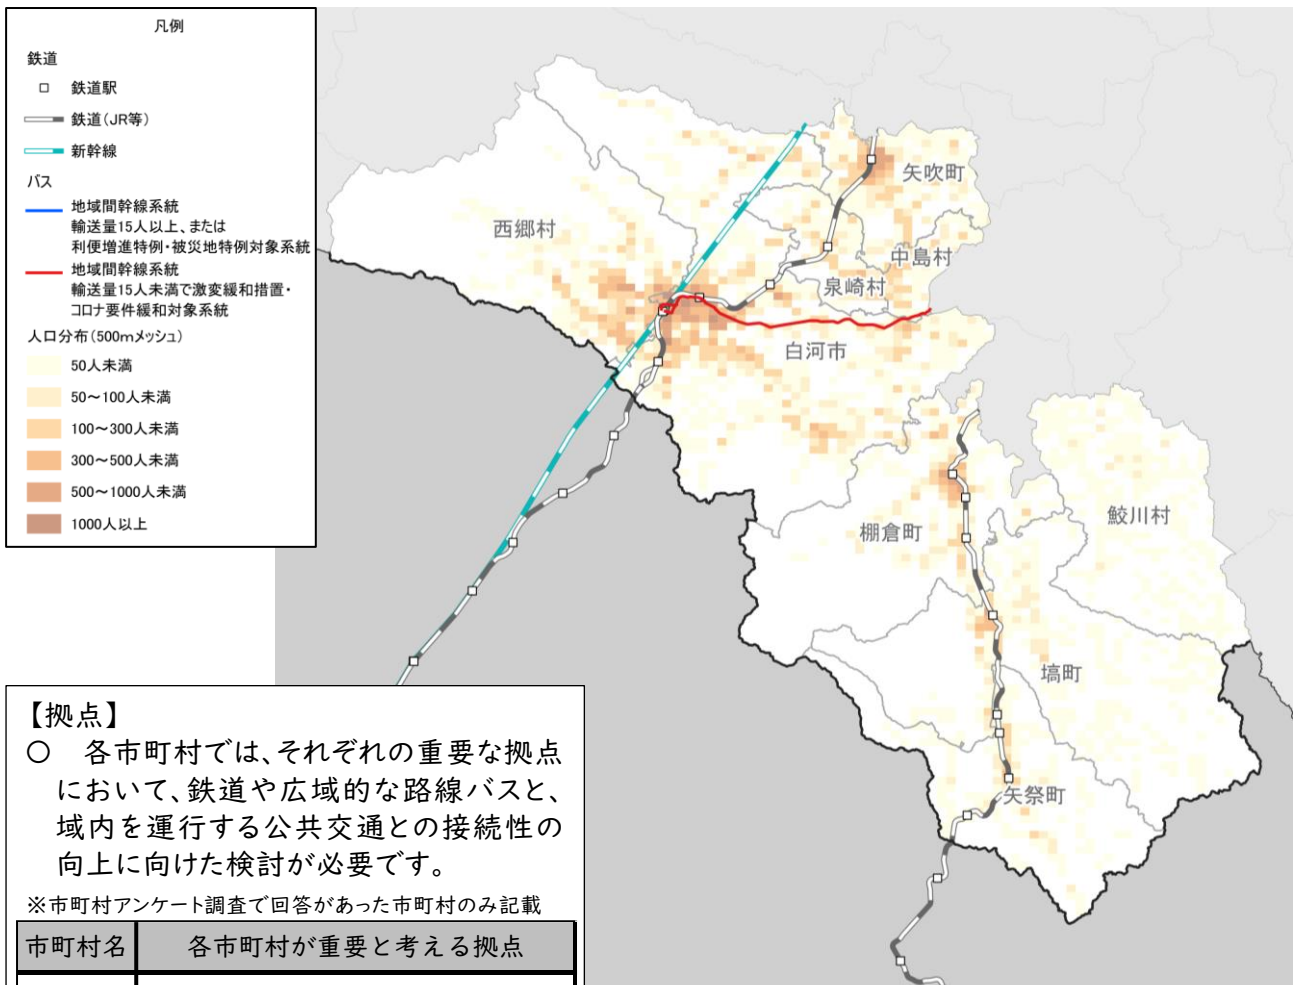 凡例
鉄道
鉄道駅
鉄道(JR等)
新幹線
バス
地域間幹線系統
輸送量15人以上、または
利便増進特例・被災地特例対象系統
地域間幹線系統
輸送量15人未満で激変緩和措置・
コロナ要件緩和対象系統
人口分布(500mメッシュ)
50人未満
50～100人未満
100～300人未満
300～500人未満
500～1000人未満
1000人以上
矢吹町
西郷村
中島村
泉崎村
白河市
鮫川村
棚倉町
塙町
矢祭町
【拠点】
○ 各市町村では、それぞれの重要な拠点
において、鉄道や広域的な路線バスと、
域内を運行する公共交通との接続性の
向上に向けた検討が必要です。
※市町村アンケート調査で回答があった市町村のみ記載
市町村名 各市町村が重要と考える拠点